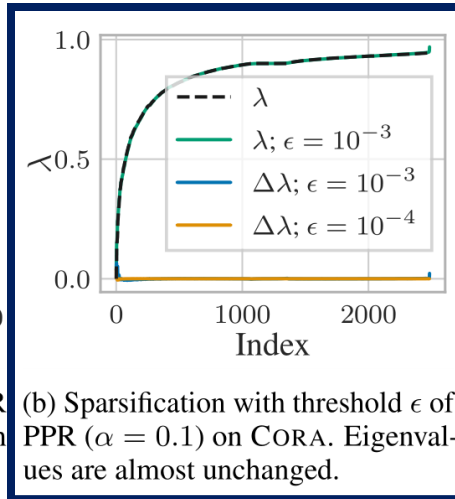 1.0
0.5
0.0
λ
λ
λ; ϵ = 10⁻³
Δλ; ϵ = 10⁻³
Δλ; ϵ = 10⁻⁴
0
1000
2000
Index
)
R (b) Sparsification with threshold ϵ of
n PPR (α = 0.1) on CORA. Eigenval-
ues are almost unchanged.